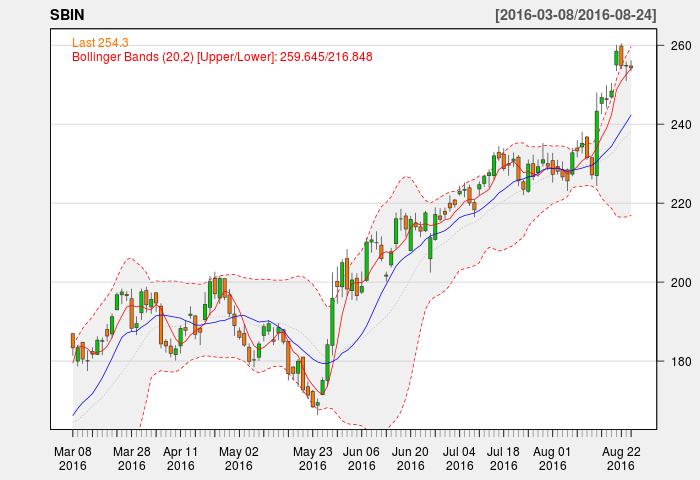 SBIN [2016-03-08/2016-08-24]
Last 254.3
Bollinger Bands (20,2) [Upper/Lower]: 259.645/216.848
260
240
220
200
180
Mar 08 Mar 28 Apr 11 May 02 May 23 Jun 06 Jun 20 Jul 04 Jul 18 Aug 01 Aug 22
2016 2016 2016 2016 2016 2016 2016 2016 2016 2016 2016